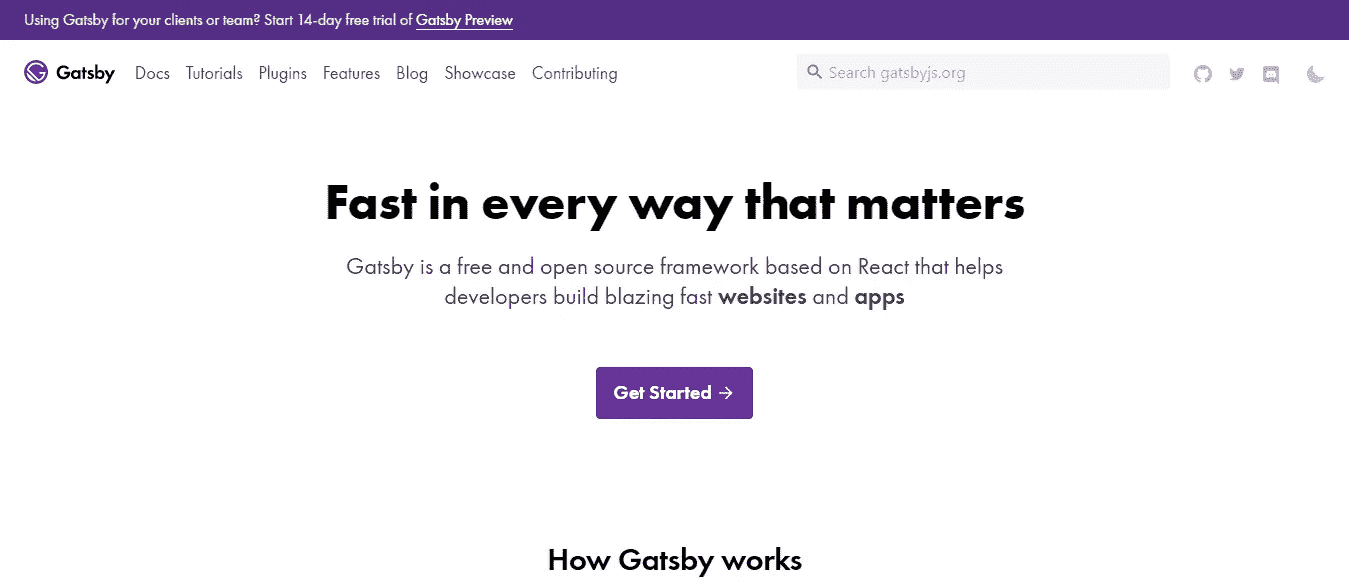 Using Gatsby for your clients or team? Start 14-day free trial of Gatsby Preview
Gatsby Docs Tutorials Plugins Features Blog Showcase Contributing Search gatsbyjs.org
Fast in every way that matters
Gatsby is a free and open source framework based on React that helps
developers build blazing fast websites and apps
Get Started →
How Gatsby works